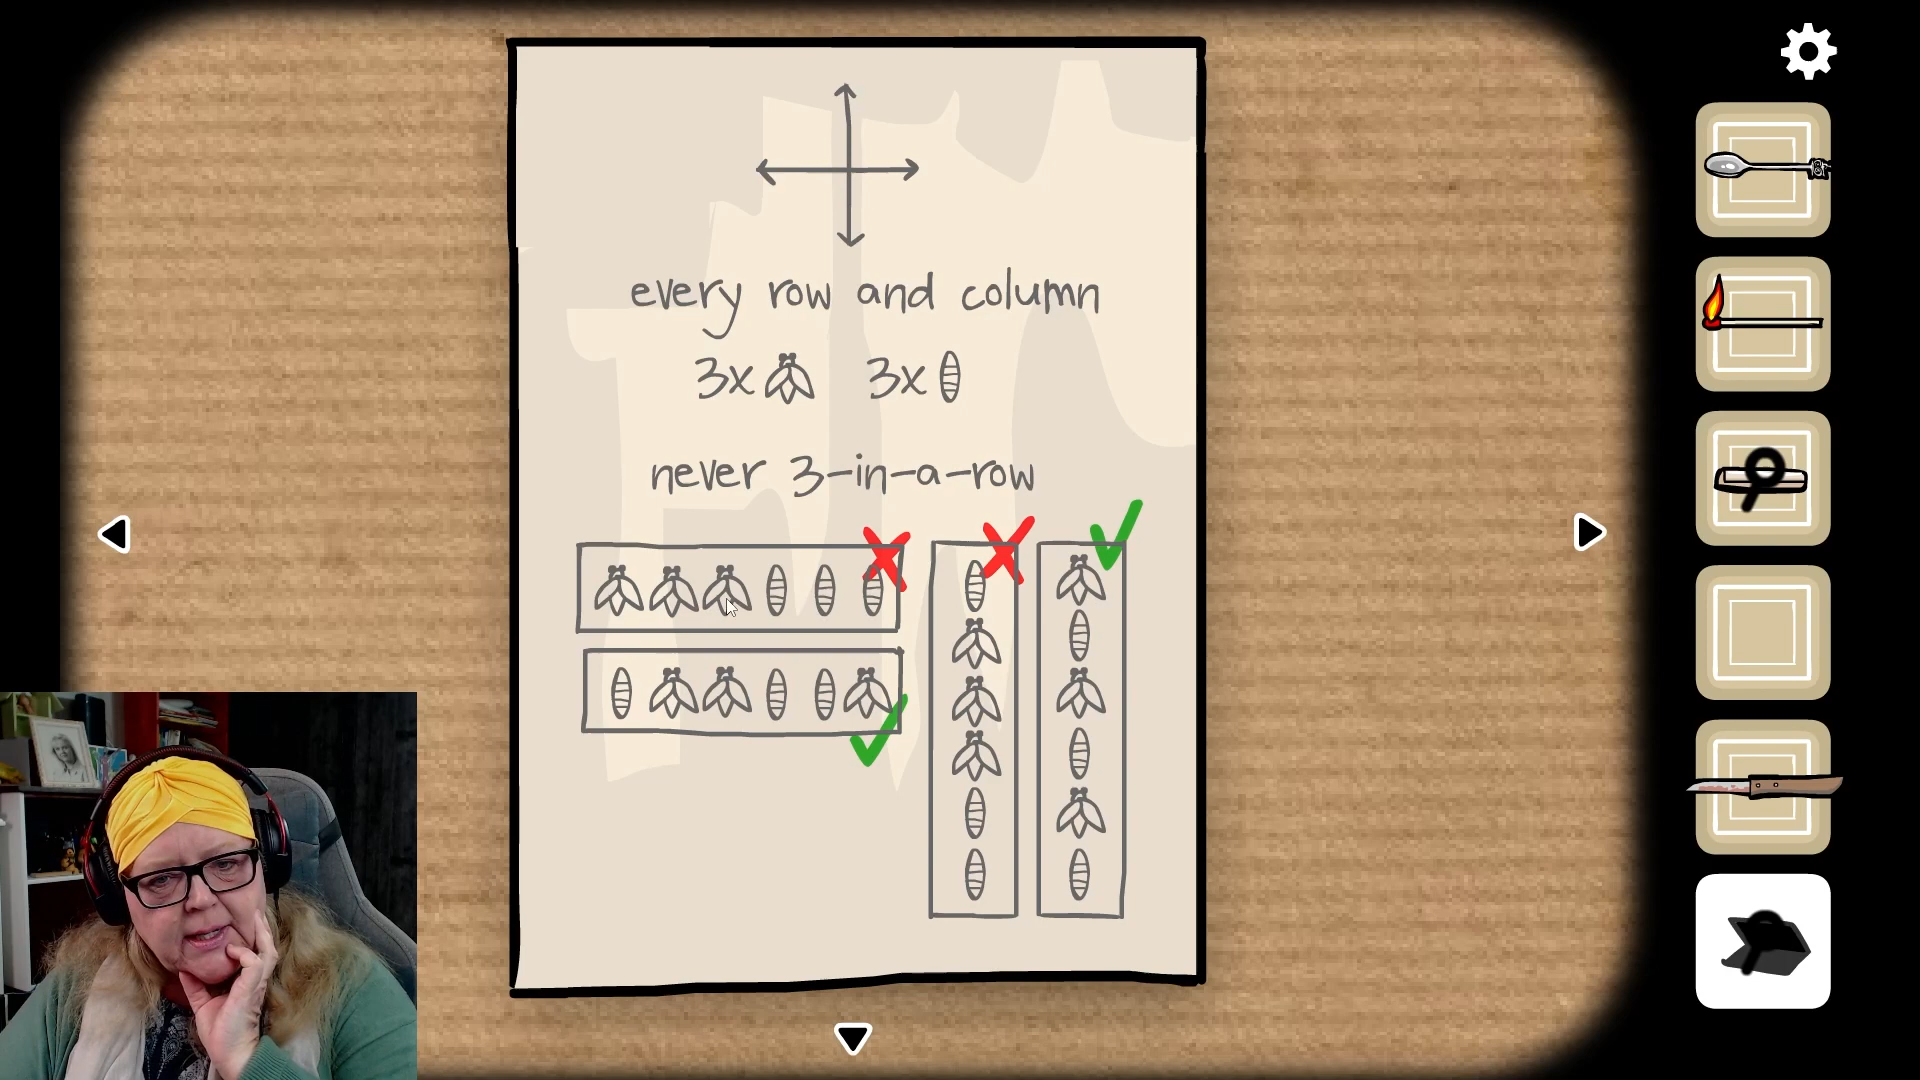 every row and column
3x 3x
never 3-in-a-row